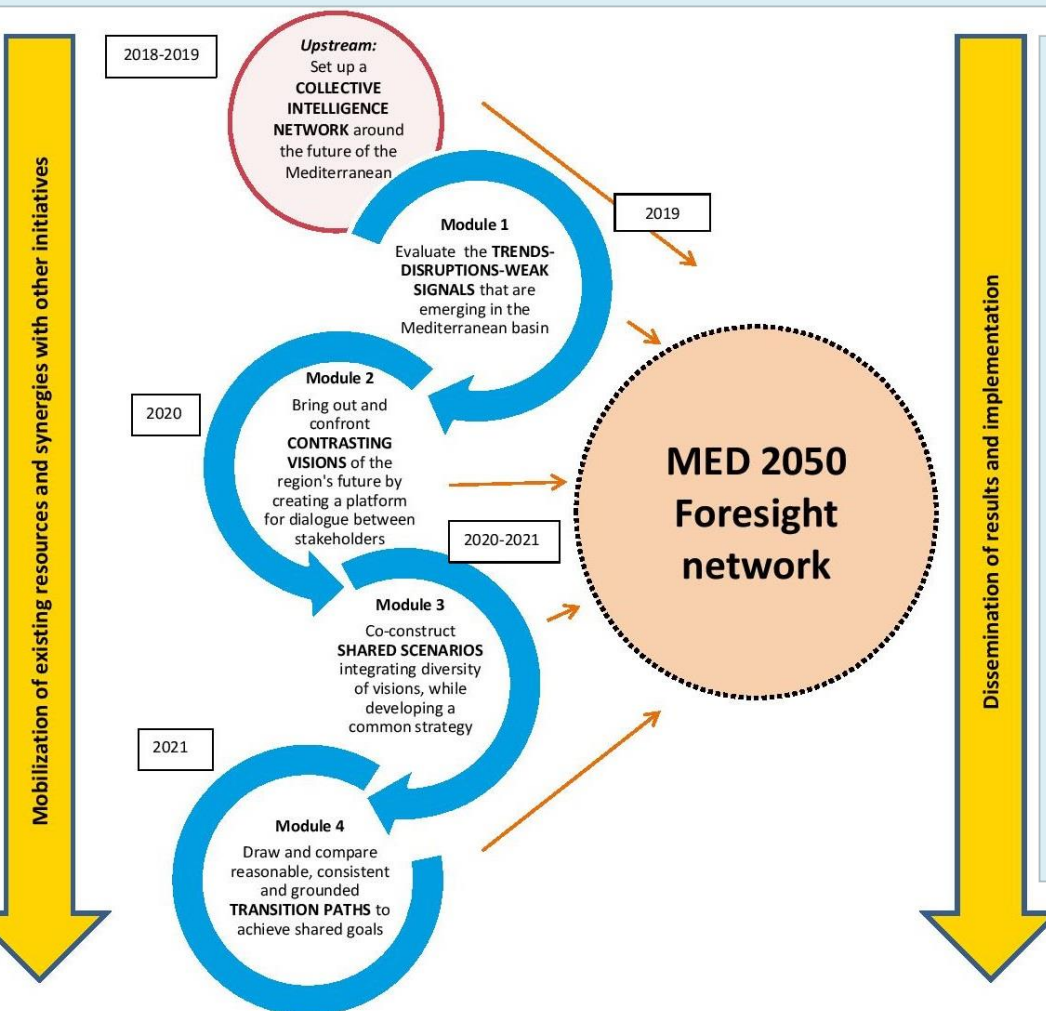 Mobilization of existing resources and synergies with other initiatives
2018-2019
Upstream:
Set up a
COLLECTIVE
INTELLIGENCE
NETWORK around
the future of the
Mediterranean
2019
Module 1
Evaluate the TRENDS-
DISRUPTIONS-WEAK
SIGNALS that are
emerging in the
Mediterranean basin
2020
Module 2
Bring out and
confront
CONTRASTING
VISIONS of the
region's future by
creating a platform
for dialogue between
stakeholders
2020-2021
Module 3
Co-construct
SHARED SCENARIOS
integrating diversity
of visions, while
developing a
common strategy
2021
Module 4
Draw and compare
reasonable, consistent
and grounded
TRANSITION PATHS to
achieve shared goals
MED 2050
Foresight
network
Dissemination of results and implementation